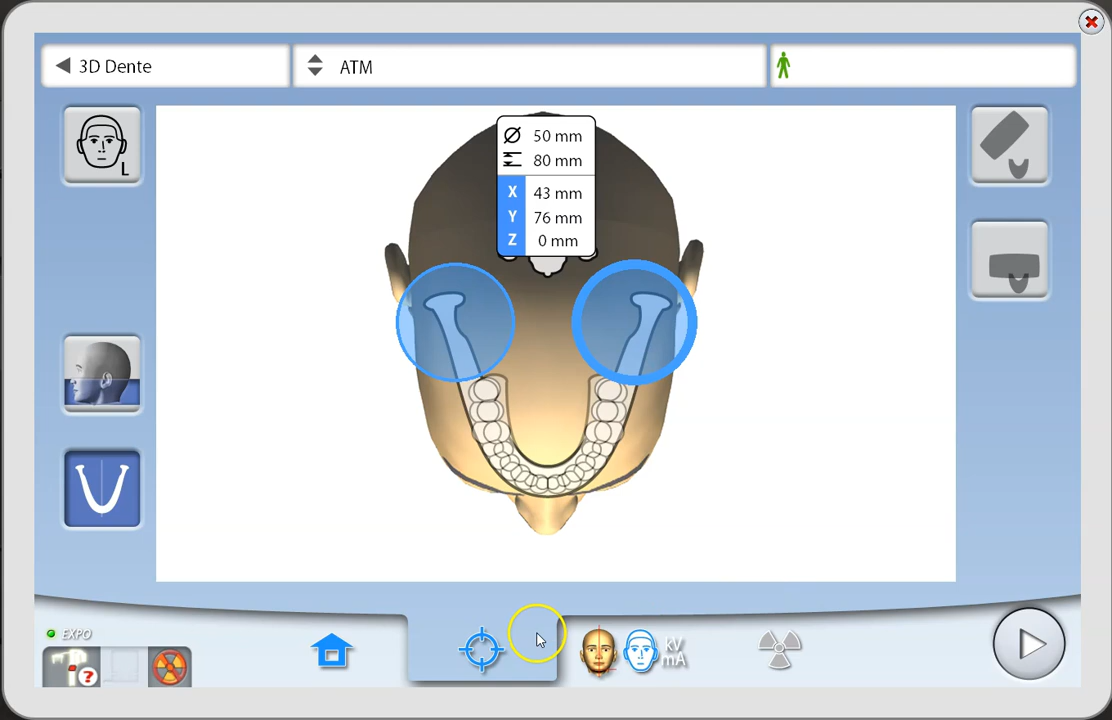 3D Dente
ATM
Ø 50 mm
80 mm
X 43 mm
Y 76 mm
Z 0 mm
L
EXPO
?
kV
mA